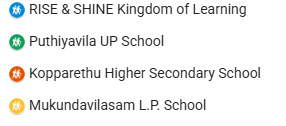 RISE & SHINE Kingdom of Learning
Puthiyavila UP School
Kopparethu Higher Secondary School
Mukundavilasam L.P. School